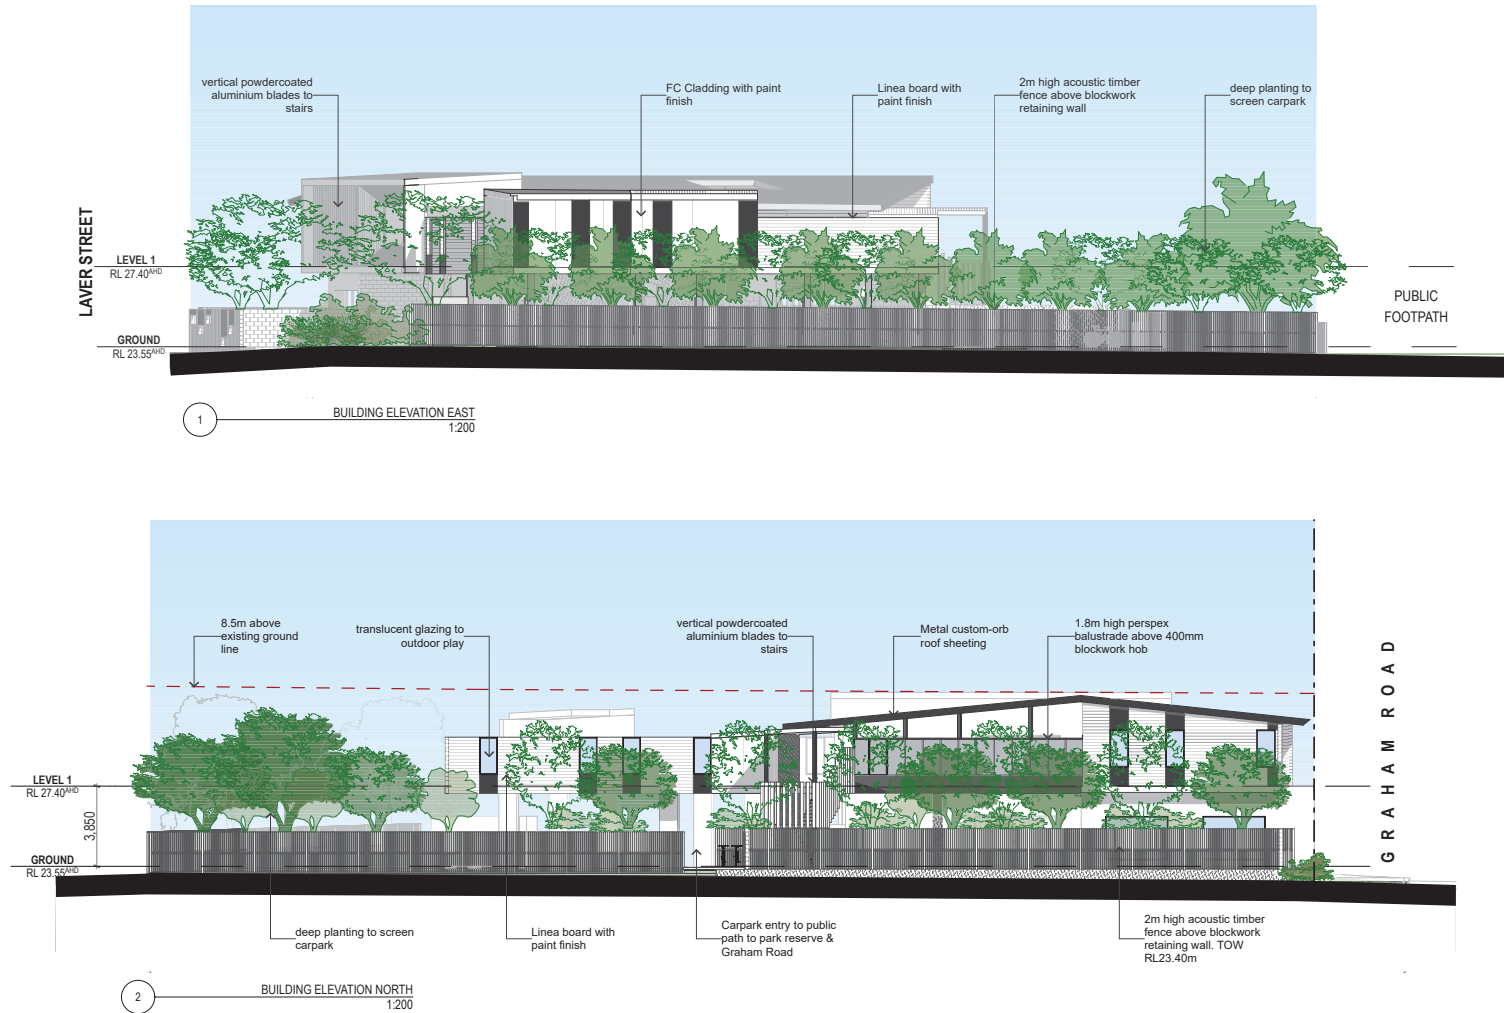 vertical powdercoated
aluminium blades to
stairs
FC Cladding with paint
finish
Linea board with
paint finish
2m high acoustic timber
fence above blockwork
retaining wall
deep planting to
screen carpark
LAVER STREET
LEVEL 1
RL 27.40AHD
GROUND
RL 23.55AHD
PUBLIC
FOOTPATH
1
BUILDING ELEVATION EAST
1:200
8.5m above
existing ground
line
translucent glazing to
outdoor play
vertical powdercoated
aluminium blades to
stairs
Metal custom-orb
roof sheeting
1.8m high perspex
balustrade above 400mm
blockwork hob
GRAHAM ROAD
LEVEL 1
RL 27.40AHD
3,850
GROUND
RL 23.55AHD
deep planting to screen
carpark
Linea board with
paint finish
Carpark entry to public
path to park reserve &
Graham Road
2m high acoustic timber
fence above blockwork
retaining wall. TOW
RL23.40m
2
BUILDING ELEVATION NORTH
1:200